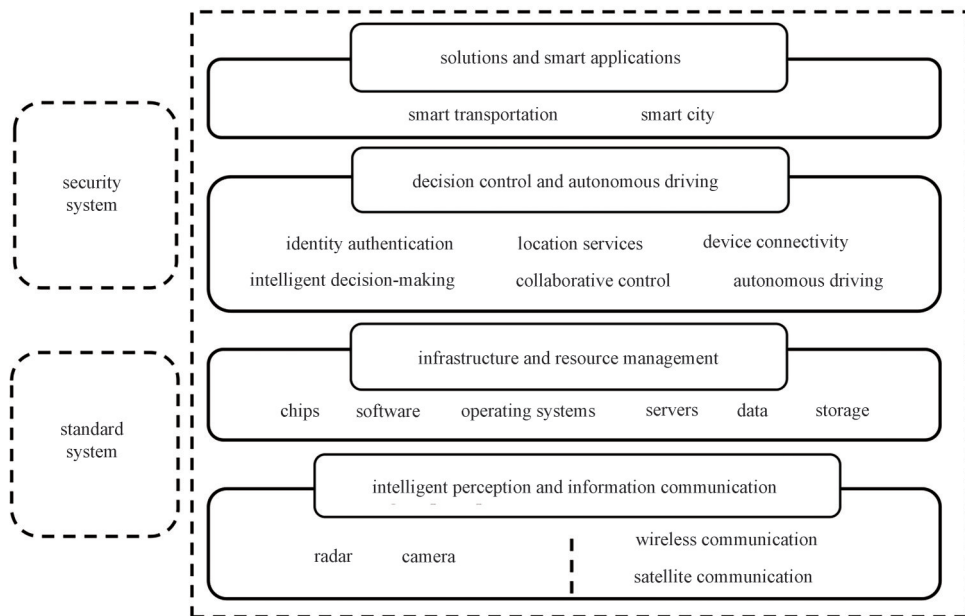 solutions and smart applications
smart transportation smart city
security
system
decision control and autonomous driving
identity authentication location services device connectivity
intelligent decision-making collaborative control autonomous driving
standard
system
infrastructure and resource management
chips software operating systems servers data storage
intelligent perception and information communication
radar camera
wireless communication
satellite communication